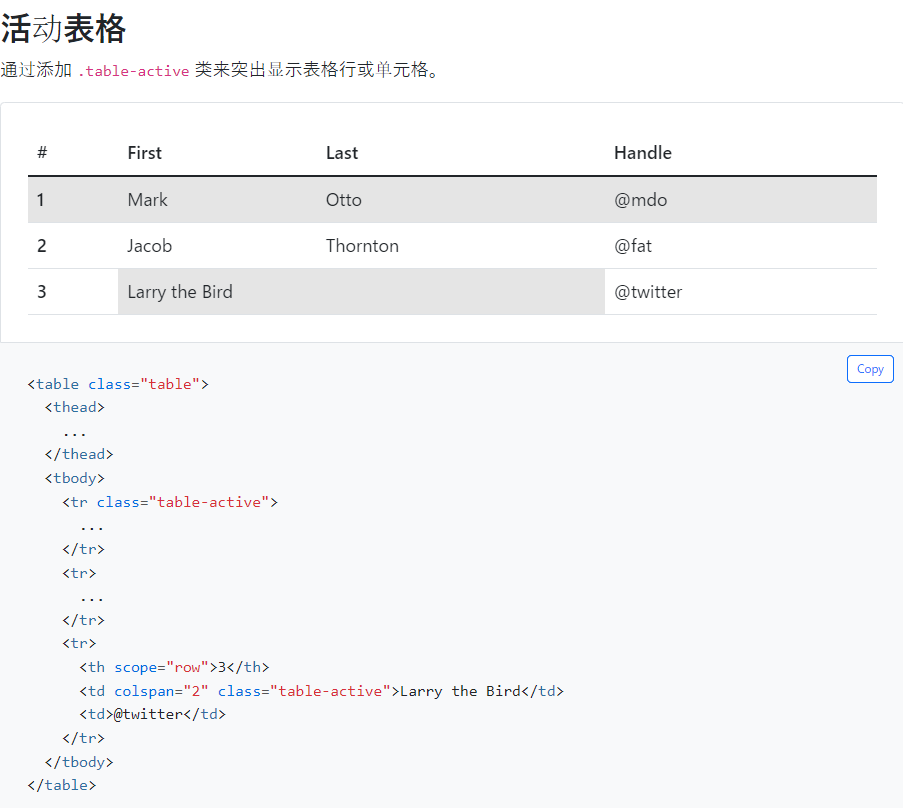 活动表格
通过添加 .table-active 类来突出显示表格行或单元格。
# First Last Handle
1 Mark Otto @mdo
2 Jacob Thornton @fat
3 Larry the Bird @twitter
Copy
<table class="table">
  <thead>
    ...
  </thead>
  <tbody>
    <tr class="table-active">
      ...
    </tr>
    <tr>
      ...
    </tr>
    <tr>
      <th scope="row">3</th>
      <td colspan="2" class="table-active">Larry the Bird</td>
      <td>@twitter</td>
    </tr>
  </tbody>
</table>